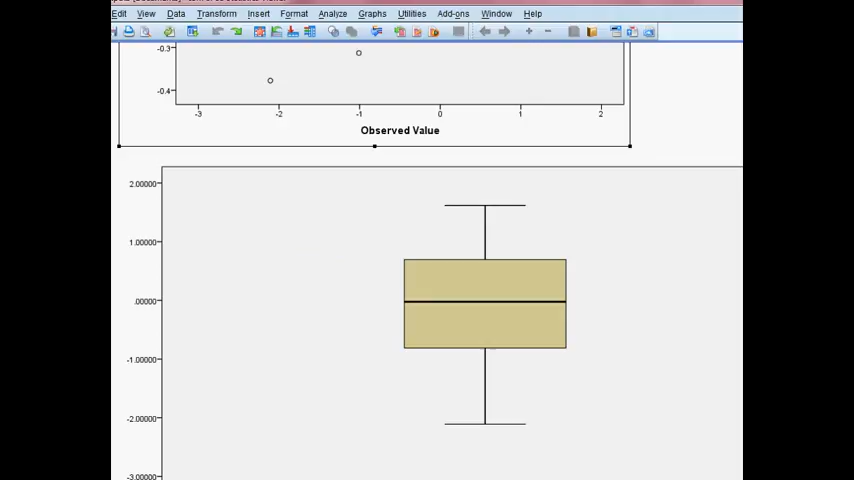 Edit View Data Transform Insert Format Analyze Graphs Utilities Add-ons Window Help
-0.3
-0.4
-3 -2 -1 0 1 2
Observed Value
2.00000
1.00000
.00000
-1.00000
-2.00000
-3.00000